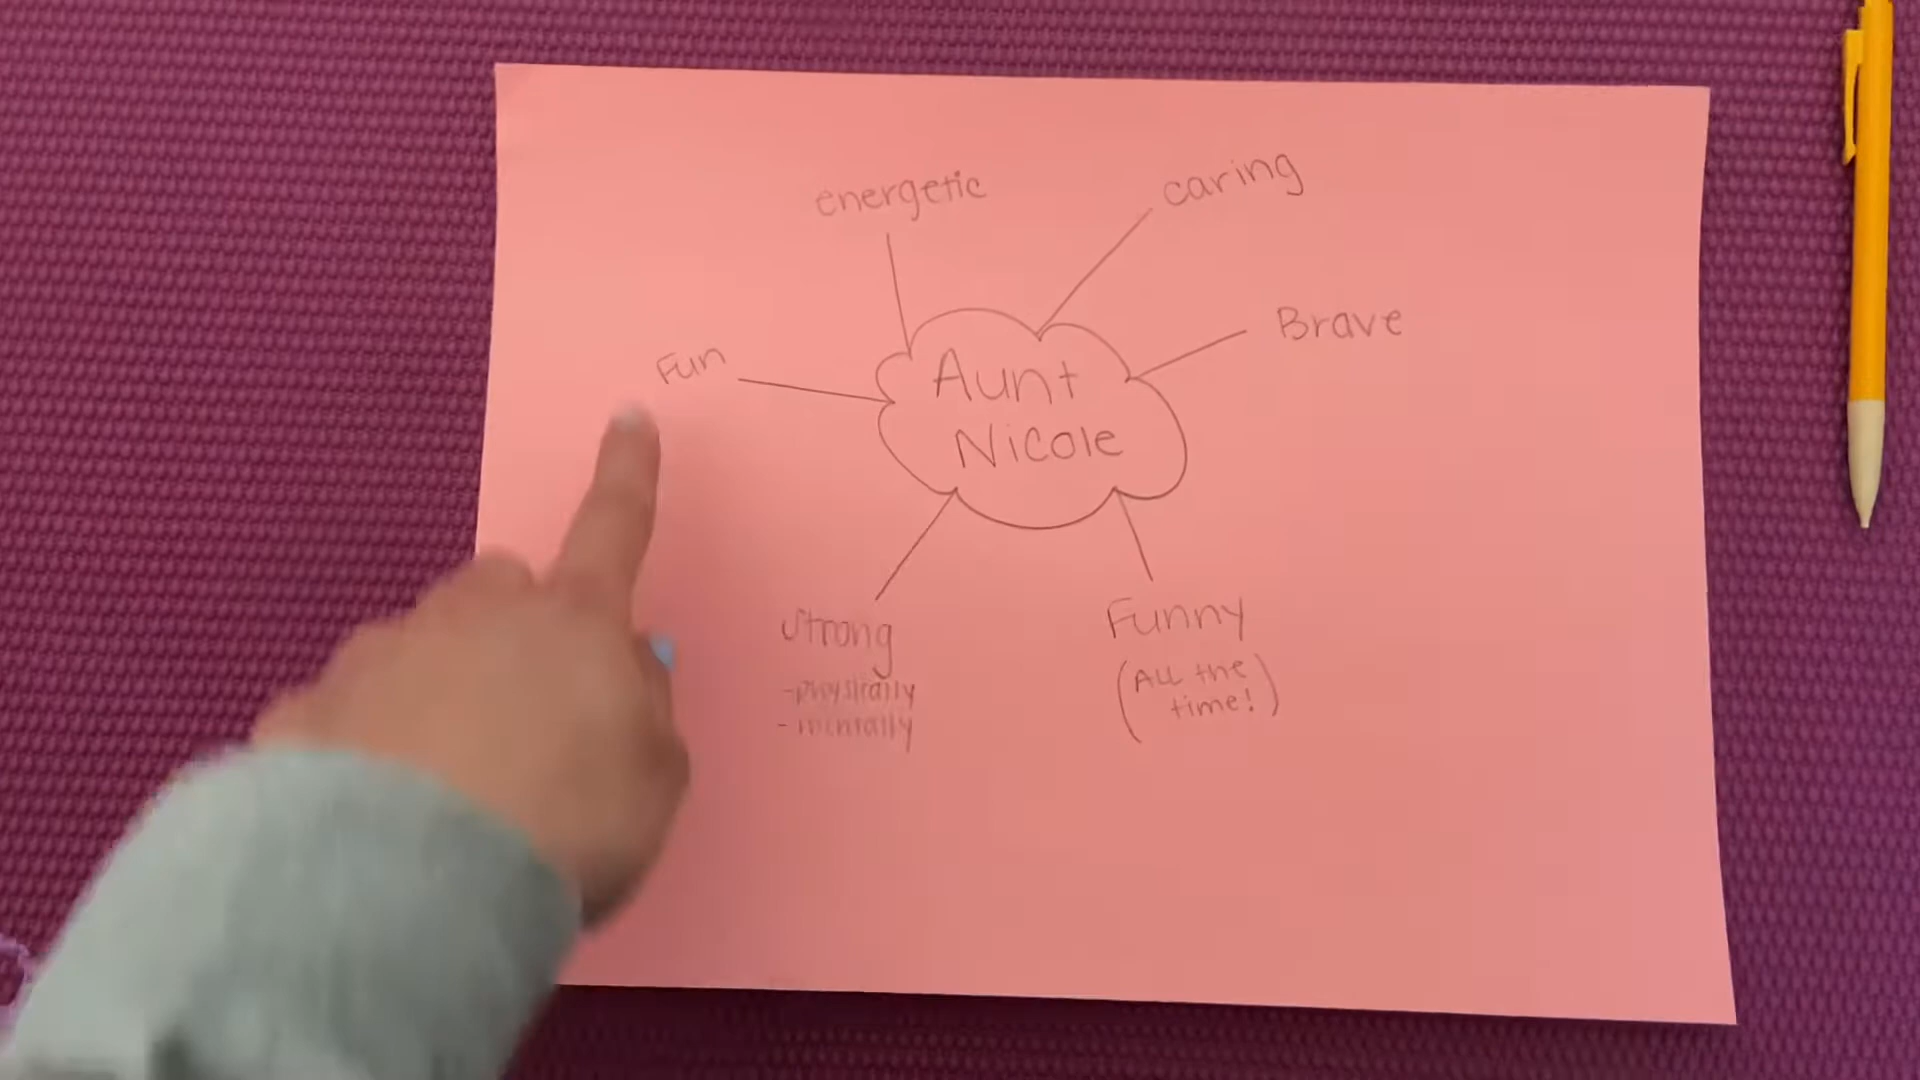 energetic
caring
Fun
Brave
Aunt
Nicole
Strong
-physically
-mentally
Funny
(ALL the
time!)